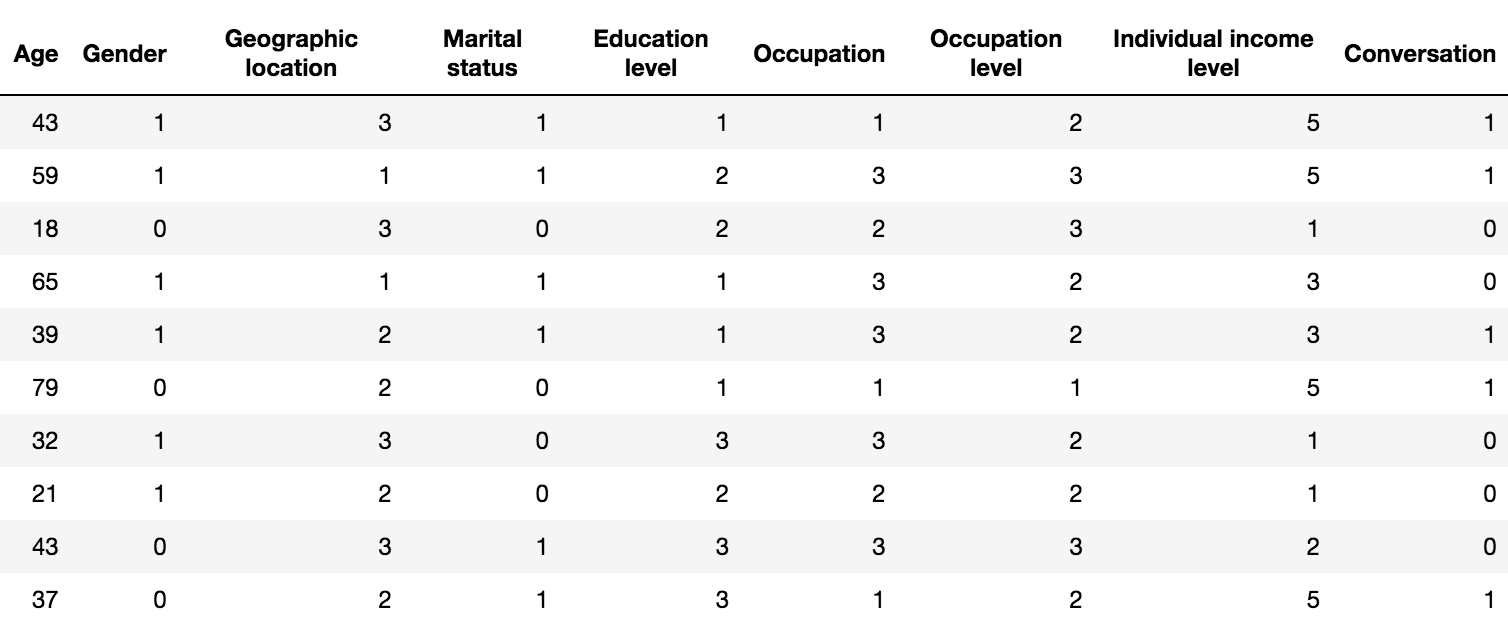 Age Gender Geographic location Marital status Education level Occupation Occupation level Individual income level Conversation
43 1 3 1 1 1 2 5 1
59 1 1 1 2 3 3 5 1
18 0 3 0 2 2 3 1 0
65 1 1 1 1 3 2 3 0
39 1 2 1 1 3 2 3 1
79 0 2 0 1 1 1 5 1
32 1 3 0 3 3 2 1 0
21 1 2 0 2 2 2 1 0
43 0 3 1 3 3 3 2 0
37 0 2 1 3 1 2 5 1